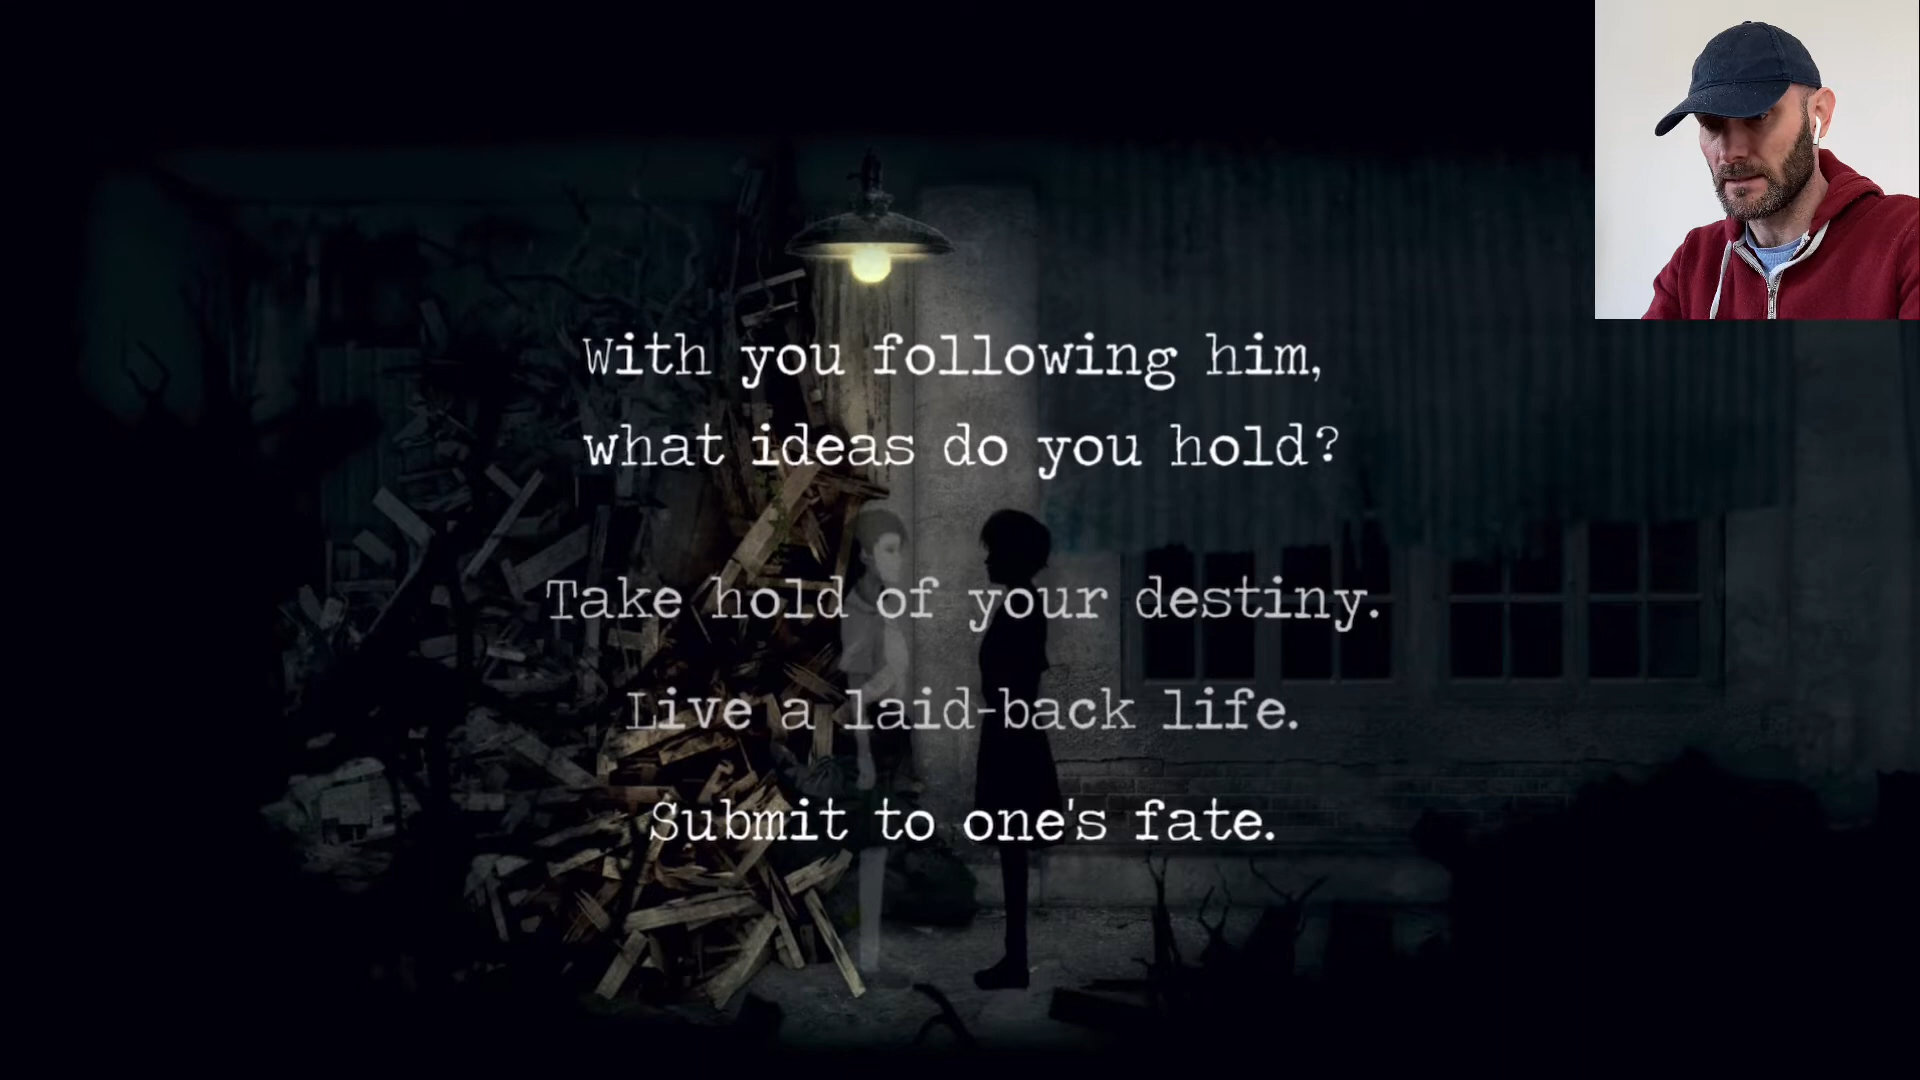 With you following him,
what ideas do you hold?
Take hold of your destiny.
Live a laid-back life.
Submit to one's fate.